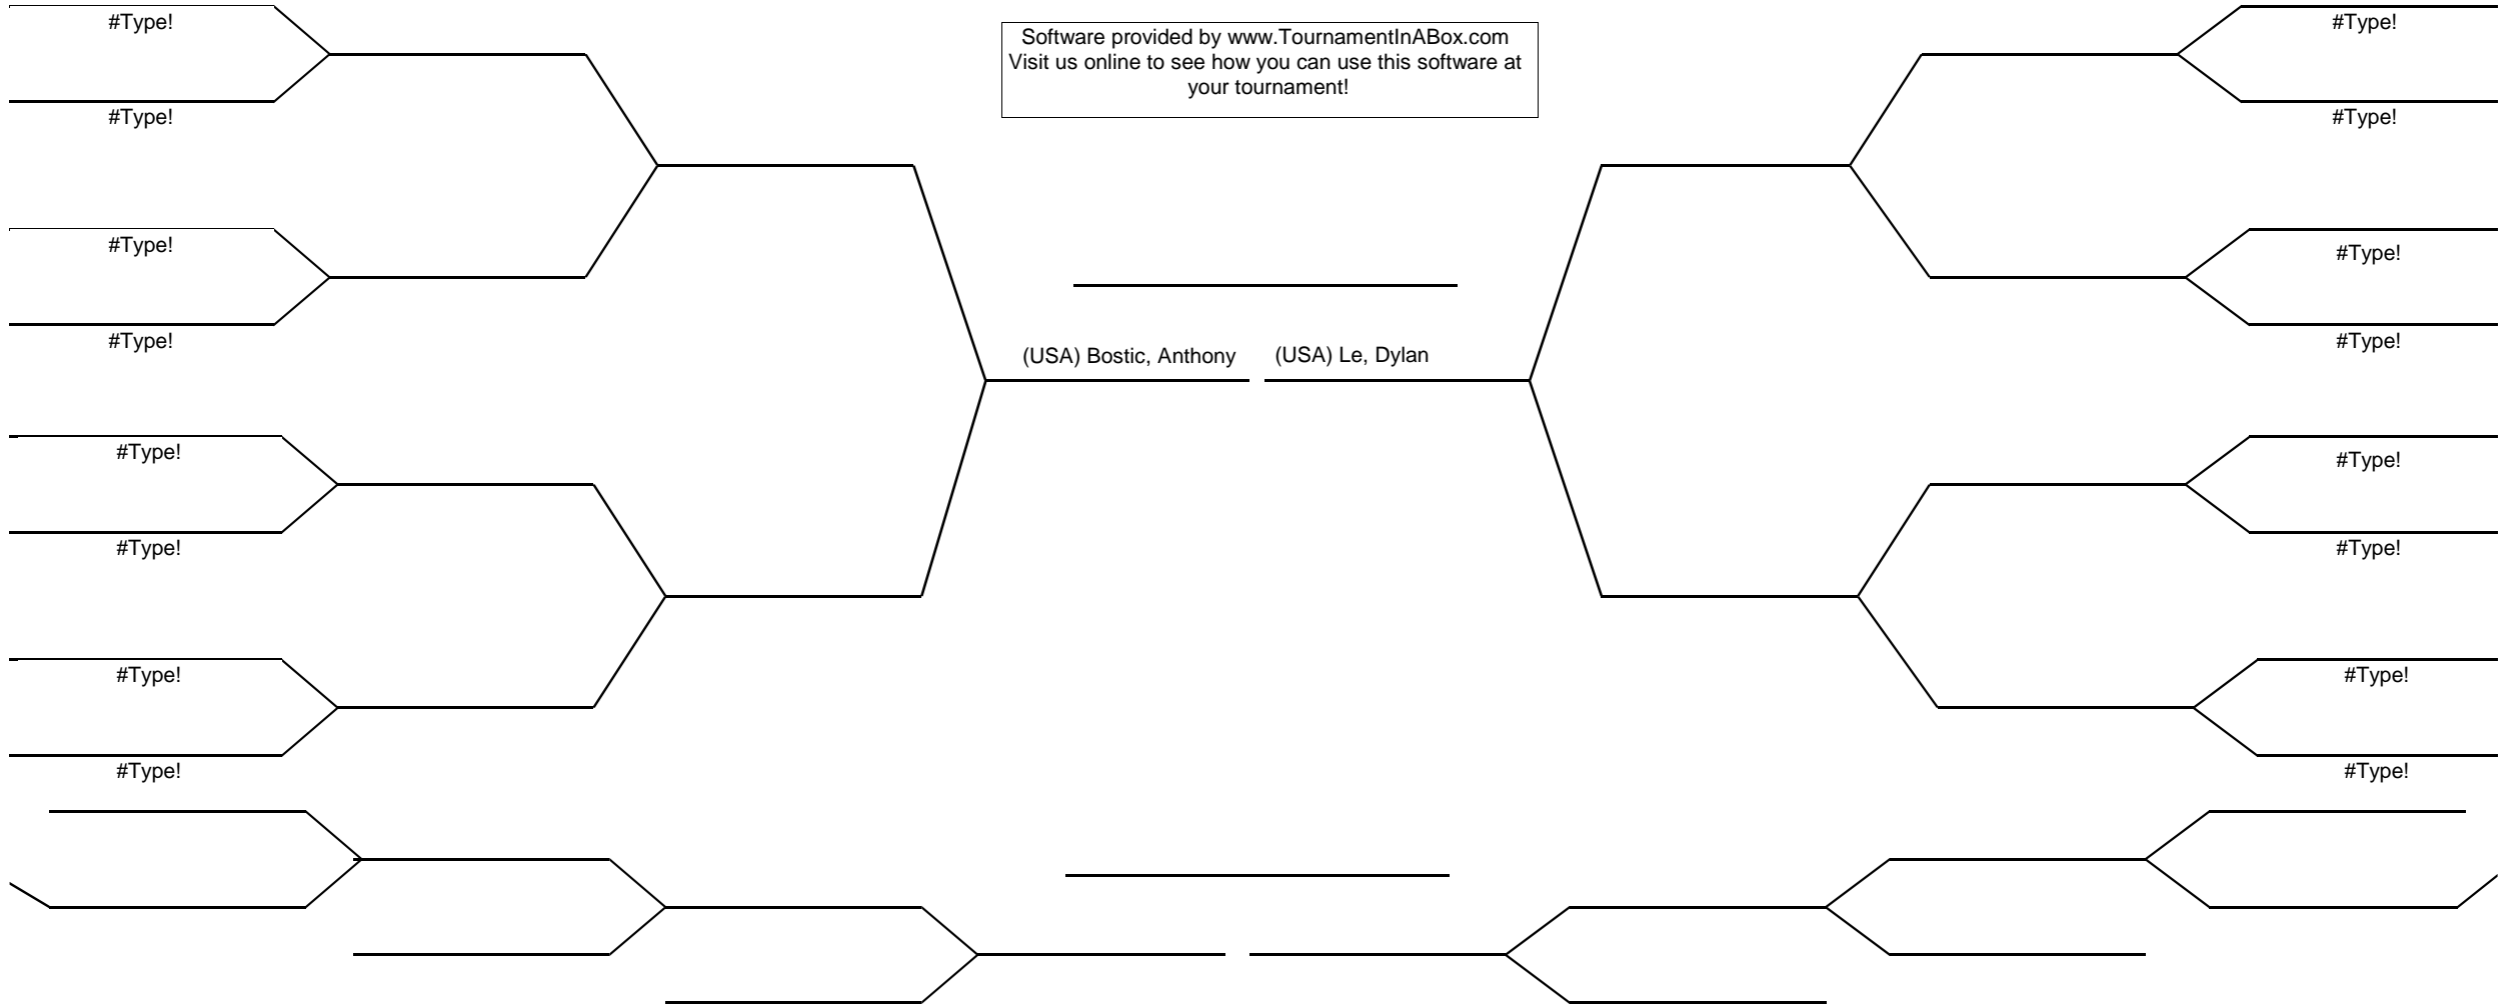 #Type!
Software provided by www.TournamentInABox.com
Visit us online to see how you can use this software at
your tournament!
#Type!
#Type!
#Type!
#Type!
#Type!
#Type!
#Type!
(USA) Bostic, Anthony
(USA) Le, Dylan
#Type!
#Type!
#Type!
#Type!
#Type!
#Type!
#Type!
#Type!
#Type!